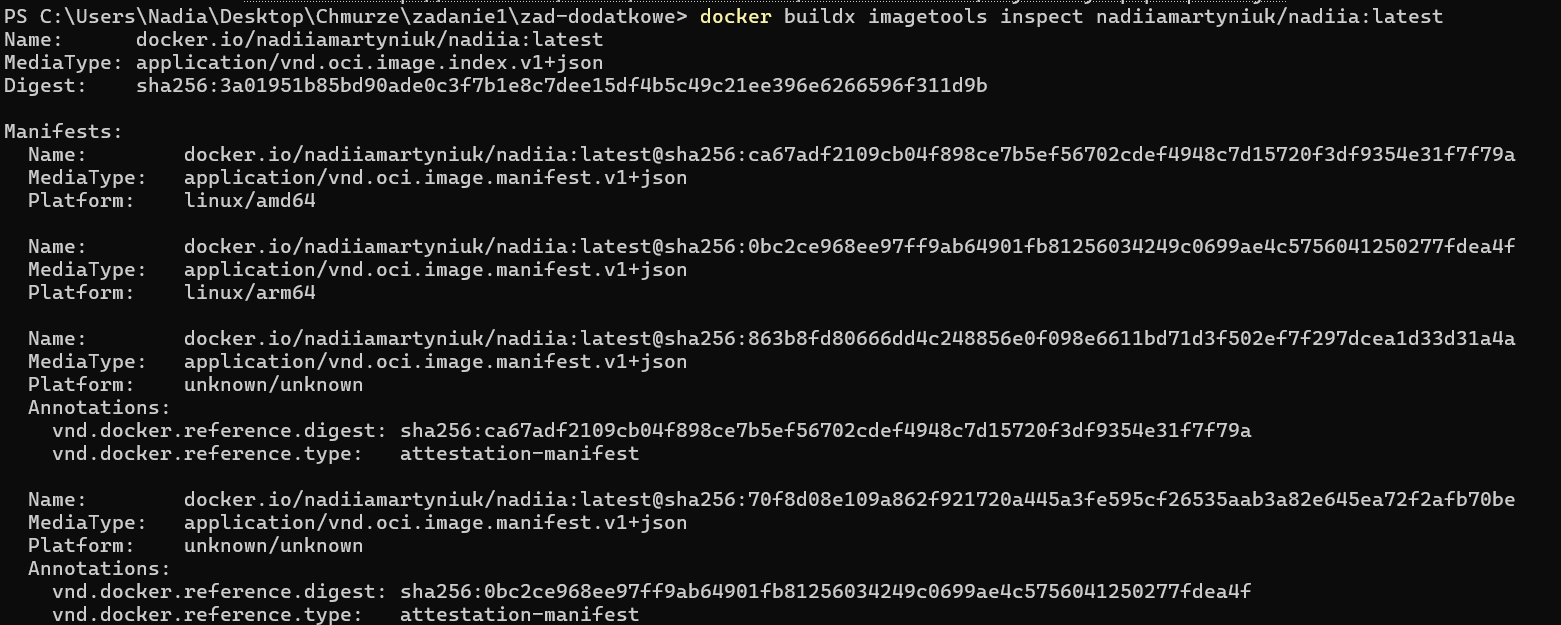 PS C:\Users\Nadia\Desktop\Chmurze\zadanie1\zad-dodatkowe> docker buildx imagetools inspect nadiiamartyniuk/nadiia:latest
Name:      docker.io/nadiiamartyniuk/nadiia:latest
MediaType: application/vnd.oci.image.index.v1+json
Digest:    sha256:3a01951b85bd90ade0c3f7b1e8c7dee15df4b5c49c21ee396e6266596f311d9b
Manifests:
  Name:        docker.io/nadiiamartyniuk/nadiia:latest@sha256:ca67adf2109cb04f898ce7b5ef56702cdef4948c7d15720f3df9354e31f7f79a
  MediaType:   application/vnd.oci.image.manifest.v1+json
  Platform:    linux/amd64
  Name:        docker.io/nadiiamartyniuk/nadiia:latest@sha256:0bc2ce968ee97ff9ab64901fb81256034249c0699ae4c5756041250277fdea4f
  MediaType:   application/vnd.oci.image.manifest.v1+json
  Platform:    linux/arm64
  Name:        docker.io/nadiiamartyniuk/nadiia:latest@sha256:863b8fd80666dd4c248856e0f098e6611bd71d3f502ef7f297dcea1d33d31a4a
  MediaType:   application/vnd.oci.image.manifest.v1+json
  Platform:    unknown/unknown
  Annotations:
    vnd.docker.reference.digest: sha256:ca67adf2109cb04f898ce7b5ef56702cdef4948c7d15720f3df9354e31f7f79a
    vnd.docker.reference.type:   attestation-manifest
  Name:        docker.io/nadiiamartyniuk/nadiia:latest@sha256:70f8d08e109a862f921720a445a3fe595cf26535aab3a82e645ea72f2afb70be
  MediaType:   application/vnd.oci.image.manifest.v1+json
  Platform:    unknown/unknown
  Annotations:
    vnd.docker.reference.digest: sha256:0bc2ce968ee97ff9ab64901fb81256034249c0699ae4c5756041250277fdea4f
    vnd.docker.reference.type:   attestation-manifest